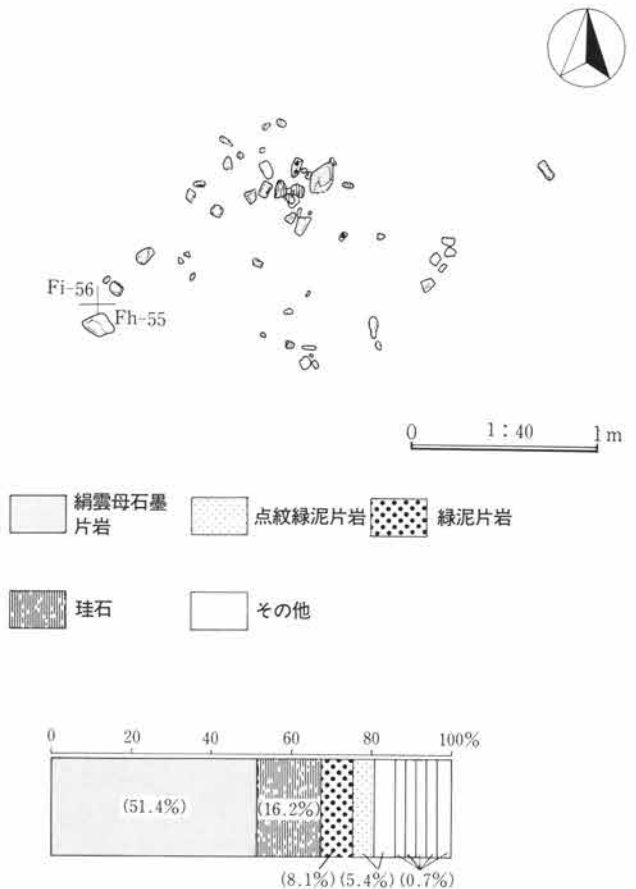 Fi-56
Fh-55
0 1:40 1m
絹雲母石墨
片岩
点紋緑泥片岩
緑泥片岩
珪石
その他
0 20 40 60 80 100%
(51.4%)
(16.2%)
(8.1%) (5.4%) (0.7%)